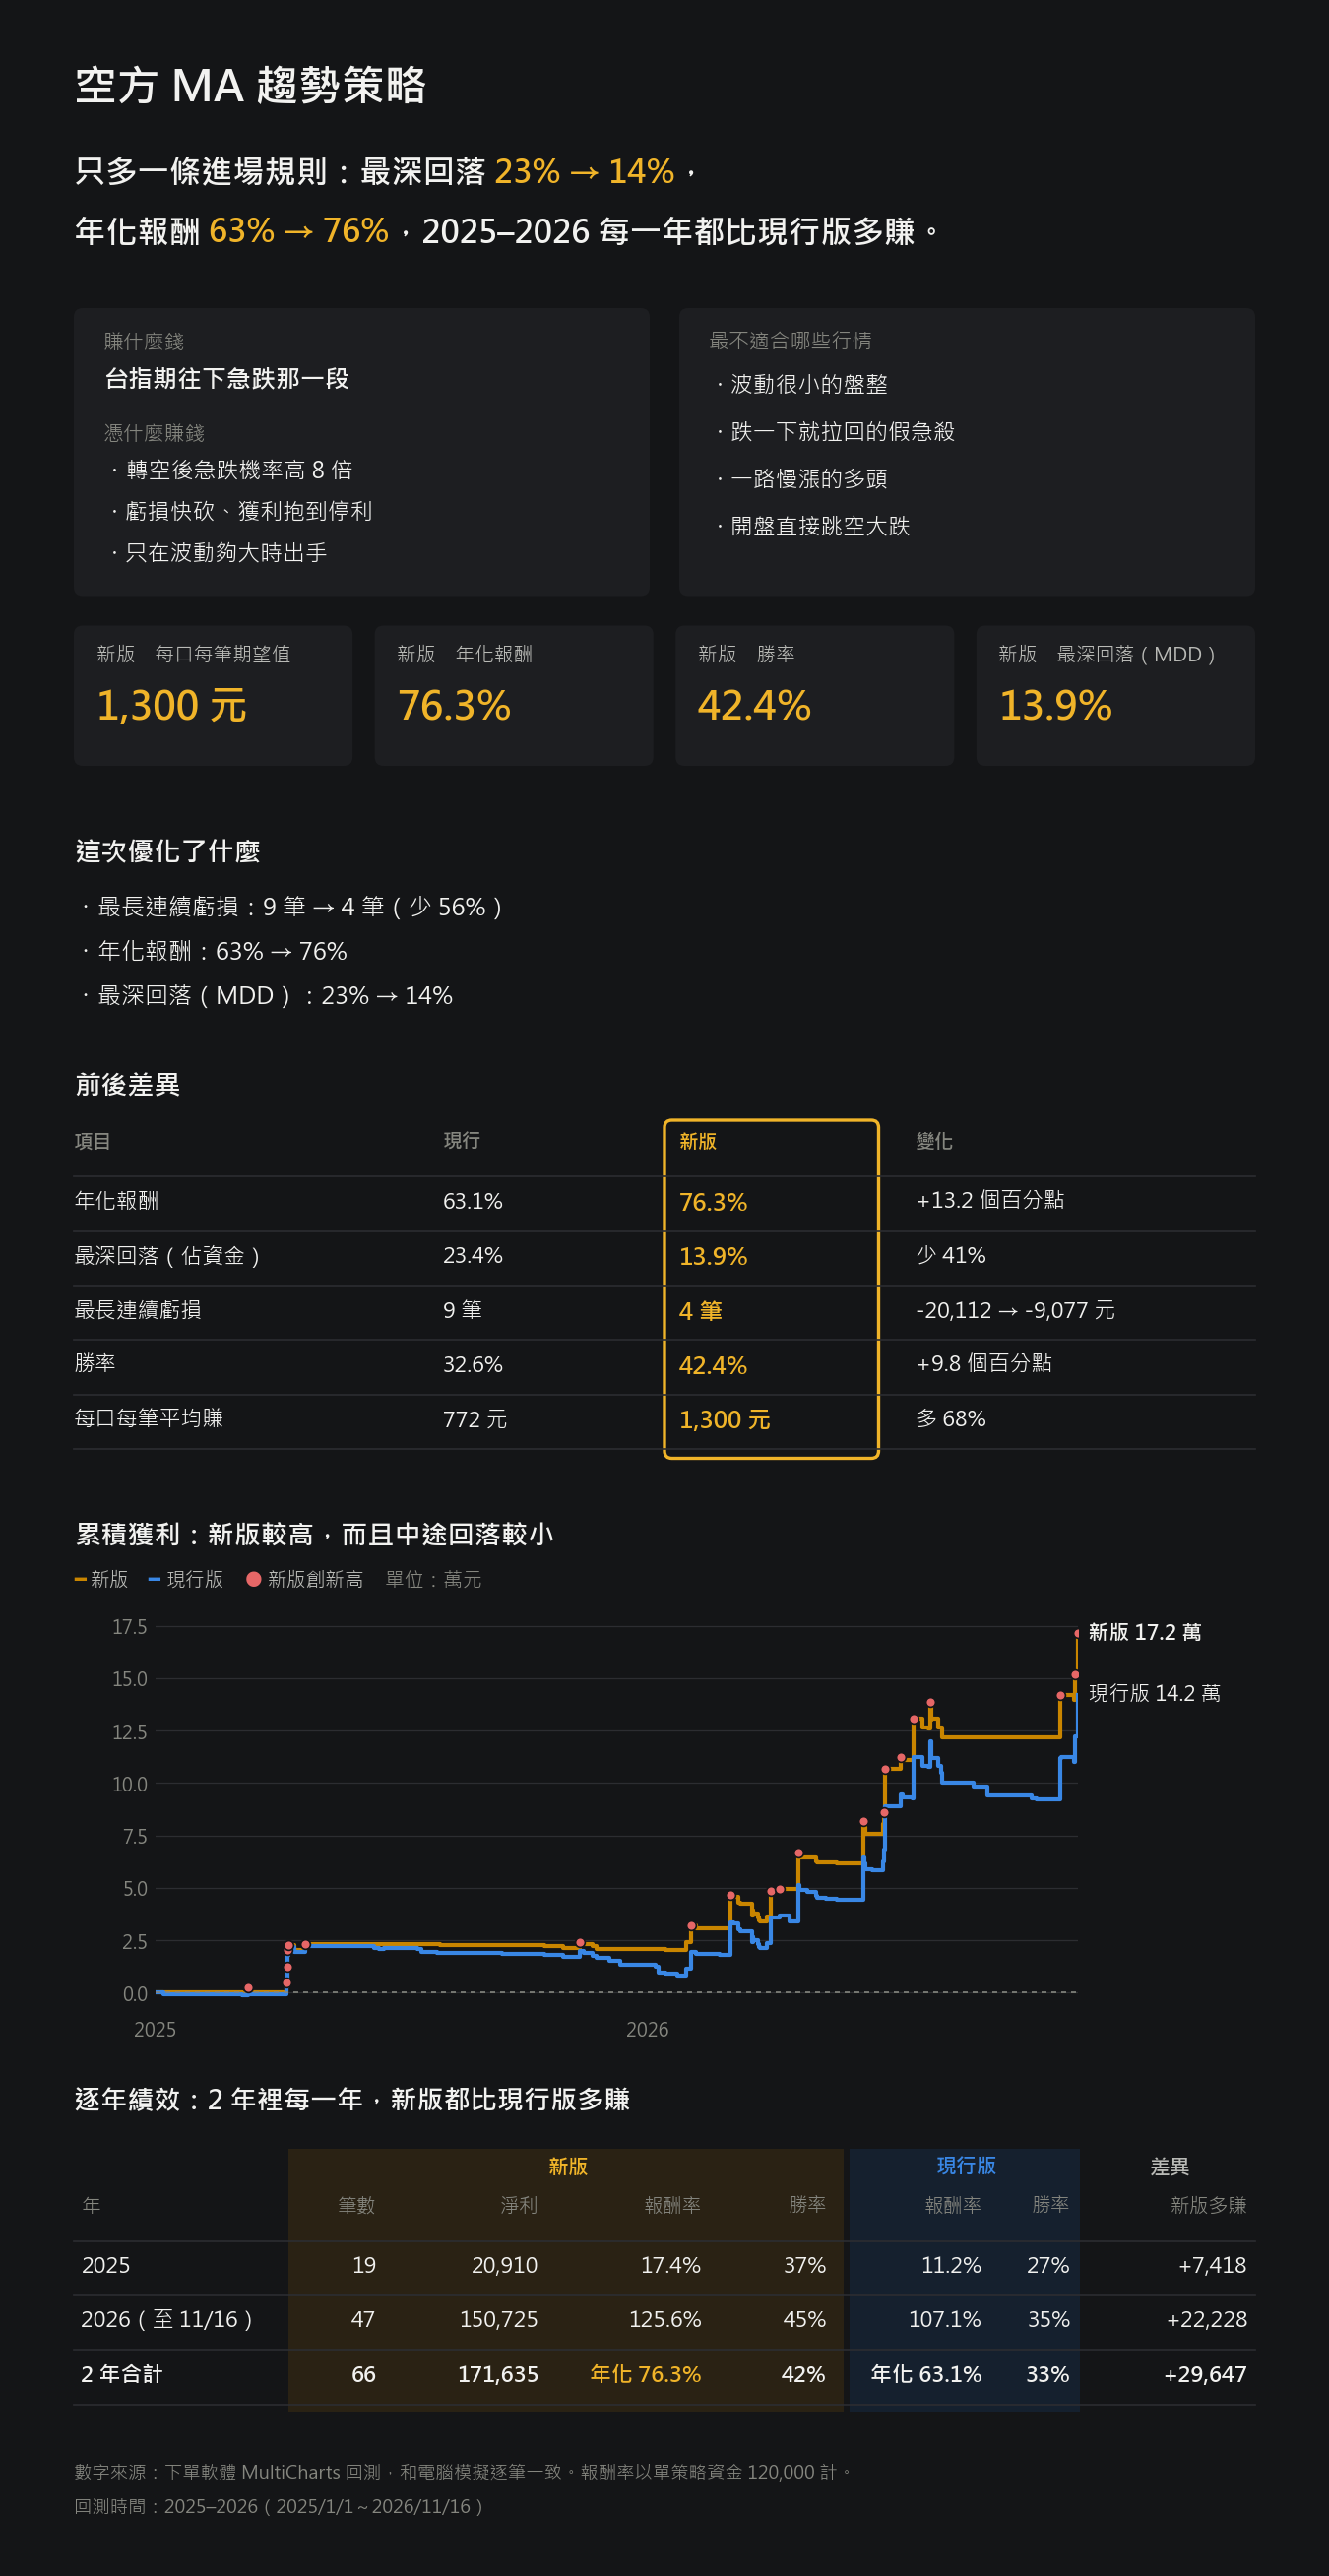 空方 MA 趨勢策略
只多一條進場規則：最深回落 23% → 14%，
年化報酬 63% → 76%，2025–2026 每一年都比現行版多賺。
賺什麼錢
台指期往下急跌那一段
憑什麼賺錢
・轉空後急跌機率高 8 倍
・虧損快砍、獲利抱到停利
・只在波動夠大時出手
最不適合哪些行情
・波動很小的盤整
・跌一下就拉回的假急殺
・一路慢漲的多頭
・開盤直接跳空大跌
新版　每口每筆期望值
1,300 元
新版　年化報酬
76.3%
新版　勝率
42.4%
新版　最深回落（MDD）
13.9%
這次優化了什麼
・最長連續虧損：9 筆 → 4 筆（少 56%）
・年化報酬：63% → 76%
・最深回落（MDD）：23% → 14%
前後差異
項目 現行 新版 變化
年化報酬 63.1% 76.3% +13.2 個百分點
最深回落（佔資金） 23.4% 13.9% 少 41%
最長連續虧損 9 筆 4 筆 -20,112 → -9,077 元
勝率 32.6% 42.4% +9.8 個百分點
每口每筆平均賺 772 元 1,300 元 多 68%
累積獲利：新版較高，而且中途回落較小
新版 現行版 新版創新高 單位：萬元
17.5
新版 17.2 萬
15.0
現行版 14.2 萬
12.5
10.0
7.5
5.0
2.5
0.0
2025 2026
逐年績效：2 年裡每一年，新版都比現行版多賺
新版 現行版 差異
年 筆數 淨利 報酬率 勝率 報酬率 勝率 新版多賺
2025 19 20,910 17.4% 37% 11.2% 27% +7,418
2026（至 11/16） 47 150,725 125.6% 45% 107.1% 35% +22,228
2 年合計 66 171,635 年化 76.3% 42% 年化 63.1% 33% +29,647
數字來源：下單軟體 MultiCharts 回測，和電腦模擬逐筆一致。報酬率以單策略資金 120,000 計。
回測時間：2025–2026（2025/1/1 ~ 2026/11/16）